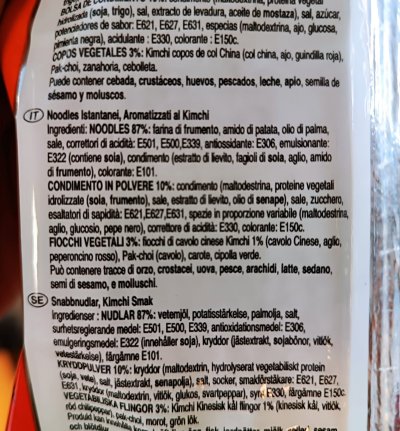 BOLSA DE CONDIMENTO
hidrolizada (soja, trigo), sal, extracto de levadura, aceite de mostaza), sal, azúcar,
potenciadores de sabor: E621, E627, E631, especias (maltodextrina, ajo, glucosa,
pimienta negra), acidulante : E330, colorante : E150c.
COPOS VEGETALES 3%: Kimchi copos de col China (col china, ajo, guindilla roja),
Pak-choi, zanahoria, cebolleta.
Puede contener cebada, crustáceos, huevos, pescados, leche, apio, semilla de
sésamo y moluscos.
IT Noodles Istantanei, Aromatizzati al Kimchi
Ingredienti: NOODLES 87%: farina di frumento, amido di patata, olio di palma,
sale, correttori di acidità: E501, E500,E339, antiossidante: E306, emulsionante:
E322 (contiene soia), condimento (estratto di lievito, fagioli di soia, aglio, amido
di frumento), colorante: E101.
CONDIMENTO IN POLVERE 10%: condimento (maltodestrina, proteine vegetali
idrolizzate (soia, frumento), sale, estratto di lievito, olio di senape), sale, zucchero,
esaltatori di sapidità: E621,E627,E631, spezie in proporzione variabile (maltodestrina,
aglio, glucosio, pepe nero), correttore di acidità: E330, colorante: E150c.
FIOCCHI VEGETALI 3%: fiocchi di cavolo cinese Kimchi 1% (cavolo Cinese, aglio,
peperoncino rosso), Pak-choi (cavolo), carote, cipolla verde.
Può contenere tracce di orzo, crostacei, uova, pesce, arachidi, latte, sedano,
semi di sesamo, e molluschi.
SE Snabbnudlar, Kimchi Smak
Ingredienser : NUDLAR 87%: vetemjöl, potatisstärkelse, palmolja, salt,
surhetsregierande medel: E501, E500, E339, antioxidationsmedel: E306,
emulgeringsmedel: E322 (innehåller soja), kryddor (jästextrakt, sojabönor, vitlök,
vetestärkelse), färgämne E101.
KRYDDPULVER 10%: kryddor (maltodextrin, hydrolyserat vegetabiliskt protein
(soja, vete), salt, jästextrakt, senapolja), salt, socker, smakförstäkare: E621, E627,
E631, kryddor (maltodextrin, vitlök, glukos, svartpeppar), syra: E330, färgämne E150c.
VEGETABILISKA FLINGOR 3%: Kimchi Kinesisk kål flingor 1% (kinesisk kål, vitlök,
röd chilipeppar), pak-choi, morot, grön lök.
Produkt kan innehålla